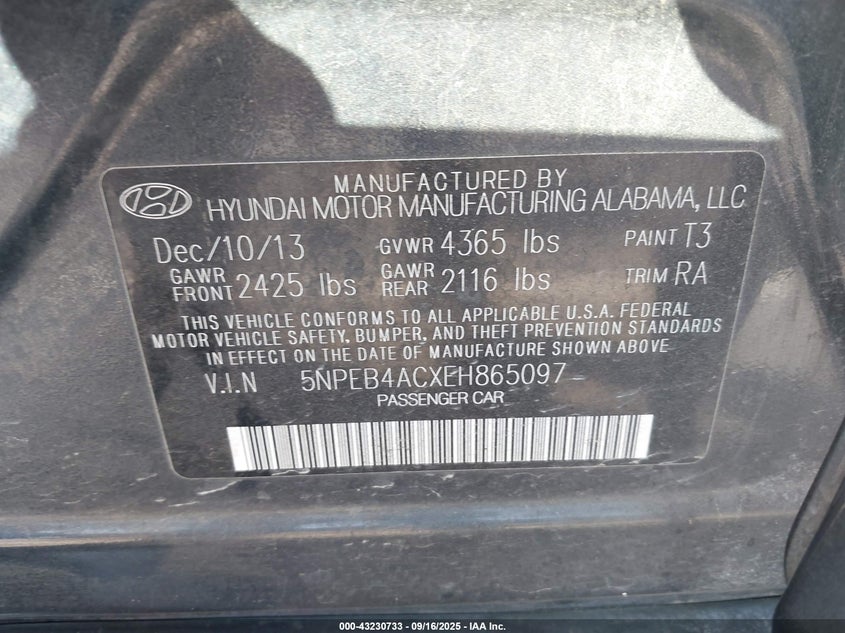 MANUFACTURED BY
HYUNDAI MOTOR MANUFACTURING ALABAMA, LLC
Dec/10/13 GVWR 4365 lbs PAINT T3
GAWR FRONT 2425 lbs GAWR REAR 2116 lbs TRIM RA
THIS VEHICLE CONFORMS TO ALL APPLICABLE U.S.A. FEDERAL
MOTOR VEHICLE SAFETY, BUMPER, AND THEFT PREVENTION STANDARDS
IN EFFECT ON THE DATE OF MANUFACTURE SHOWN ABOVE
V.I.N 5NPEB4ACXEH865097
PASSENGER CAR
000-43230733 - 09/16/2025 - IAA Inc.